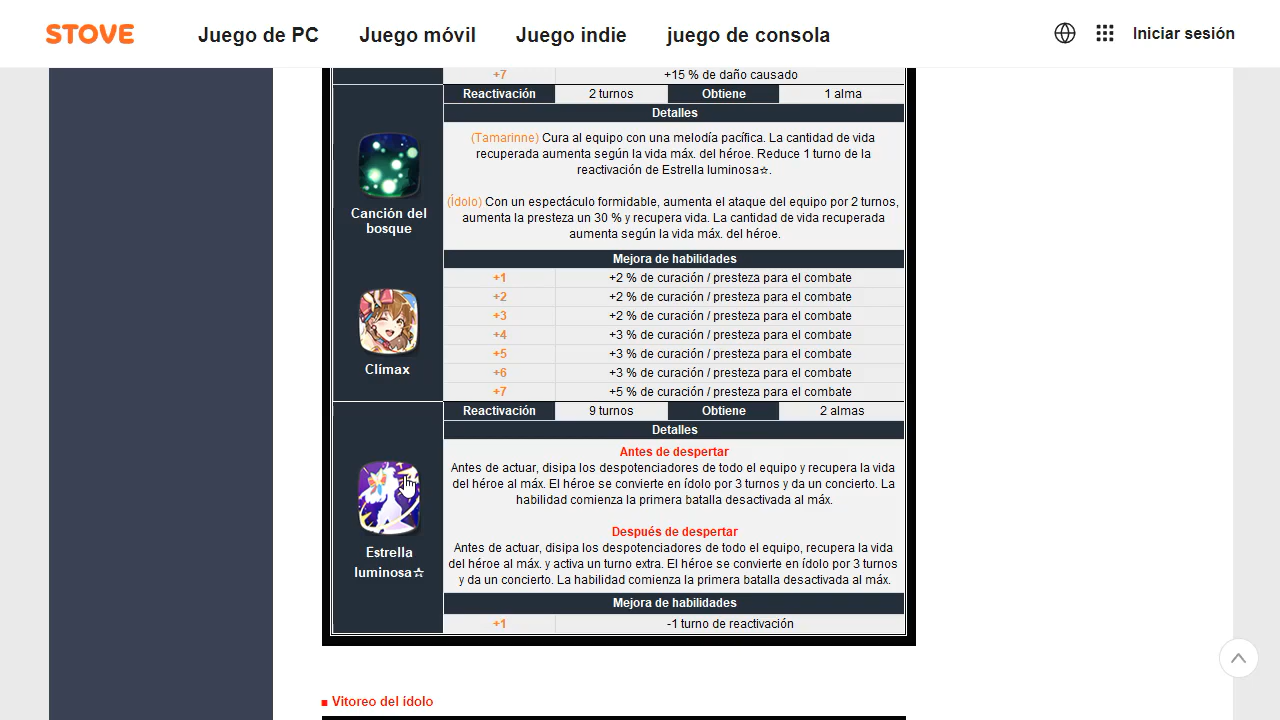 STOVE Juego de PC Juego móvil Juego indie juego de consola Iniciar sesión
+7 +15 % de daño causado
Reactivación 2 turnos Obtiene 1 alma
Detalles
(Tamarinne) Cura al equipo con una melodía pacífica. La cantidad de vida
recuperada aumenta según la vida máx. del héroe. Reduce 1 turno de la
reactivación de Estrella luminosa☆.
(Ídolo) Con un espectáculo formidable, aumenta el ataque del equipo por 2 turnos,
aumenta la presteza un 30 % y recupera vida. La cantidad de vida recuperada
aumenta según la vida máx. del héroe.
Canción del
bosque
Mejora de habilidades
+1 +2 % de curación / presteza para el combate
+2 +2 % de curación / presteza para el combate
+3 +2 % de curación / presteza para el combate
+4 +3 % de curación / presteza para el combate
+5 +3 % de curación / presteza para el combate
+6 +3 % de curación / presteza para el combate
+7 +5 % de curación / presteza para el combate
Clímax
Reactivación 9 turnos Obtiene 2 almas
Detalles
Antes de despertar
Antes de actuar, disipa los despotenciadores de todo el equipo y recupera la vida
del héroe al máx. El héroe se convierte en ídolo por 3 turnos y da un concierto. La
habilidad comienza la primera batalla desactivada al máx.
Después de despertar
Antes de actuar, disipa los despotenciadores de todo el equipo, recupera la vida
del héroe al máx. y activa un turno extra. El héroe se convierte en ídolo por 3 turnos
y da un concierto. La habilidad comienza la primera batalla desactivada al máx.
Estrella
luminosa☆
Mejora de habilidades
+1 -1 turno de reactivación
■ Vitoreo del ídolo